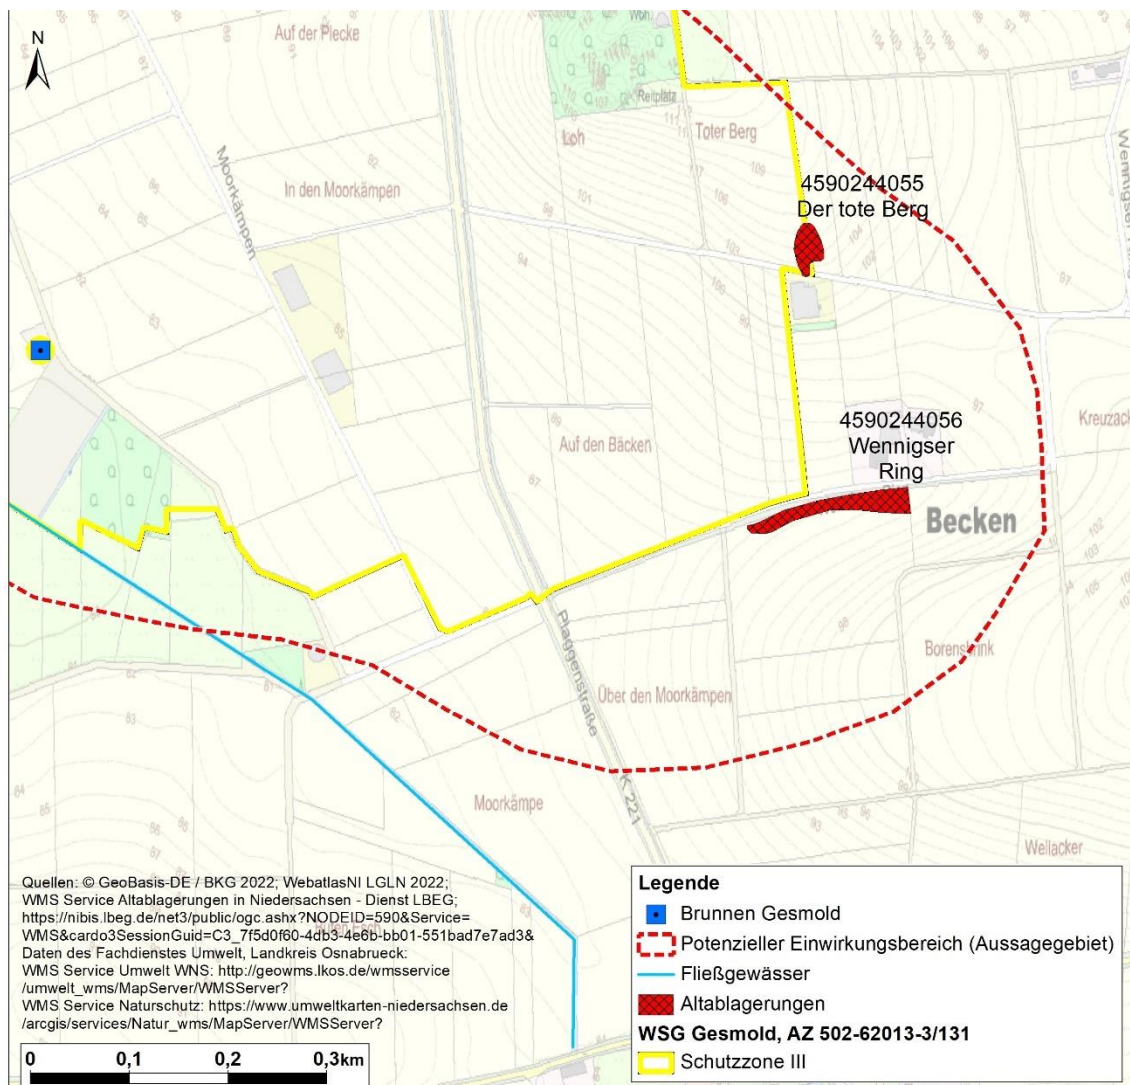 N
Auf der Plecke
Woh.
Reitplatz
Loh
Toter Berg
Moorkämpen
In den Moorkämpen
4590244055
Der tote Berg
Auf den Bäcken
4590244056
Wennigser
Ring
Becken
Plaggenstraße
K 221
Über den Moorkämpen
Borensbrink
Moorkämpe
Wellacker
Quellen: © GeoBasis-DE / BKG 2022; WebatlasNI LGLN 2022;
WMS Service Altablagerungen in Niedersachsen - Dienst LBEG;
https://nibis.lbeg.de/net3/public/ogc.ashx?NODEID=590&Service=
WMS&cardo3SessionGuid=C3_7f5d0f60-4db3-4e6b-bb01-551bad7e7ad3&
Daten des Fachdienstes Umwelt, Landkreis Osnabrueck:
WMS Service Umwelt WNS: http://geowms.lkos.de/wmsservice
/umwelt_wms/MapServer/WMSServer?
WMS Service Naturschutz: https://www.umweltkarten-niedersachsen.de
/arcgis/services/Natur_wms/MapServer/WMSServer?
0 0,1 0,2 0,3km
Legende
Brunnen Gesmold
Potenzieller Einwirkungsbereich (Aussagegebiet)
Fließgewässer
Altablagerungen
WSG Gesmold, AZ 502-62013-3/131
Schutzzone III